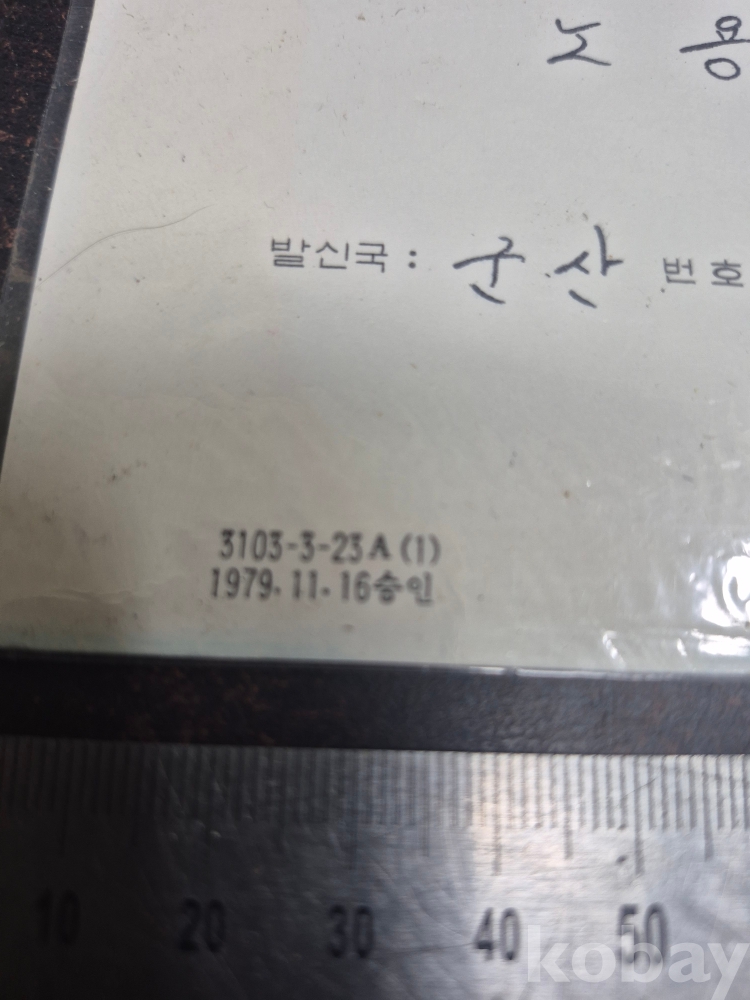 노 용
발신국 : 군산 번호
3103-3-23A(1)
1979. 11. 16승인
10 20 30 40 50
kobay